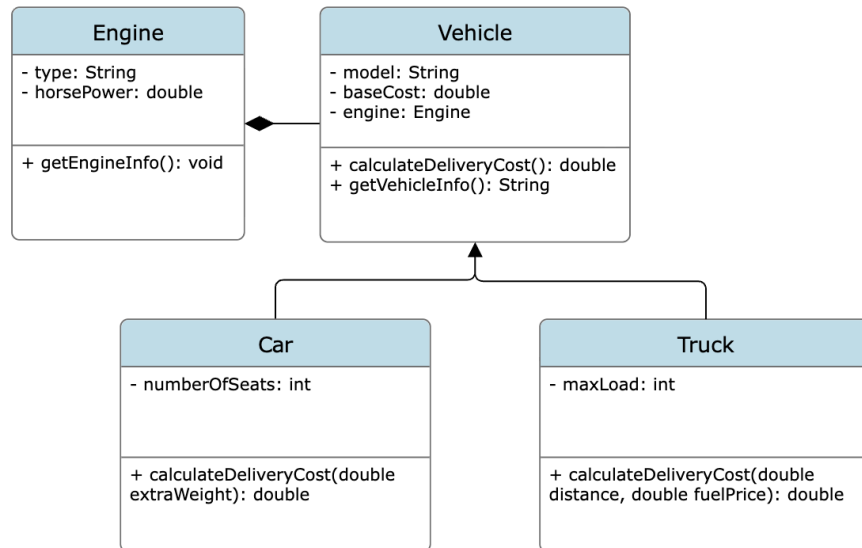 Engine
- type: String
- horsePower: double
+ getEngineInfo(): void
Vehicle
- model: String
- baseCost: double
- engine: Engine
+ calculateDeliveryCost(): double
+ getVehicleInfo(): String
Car
- numberOfSeats: int
+ calculateDeliveryCost(double
extraWeight): double
Truck
- maxLoad: int
+ calculateDeliveryCost(double
distance, double fuelPrice): double